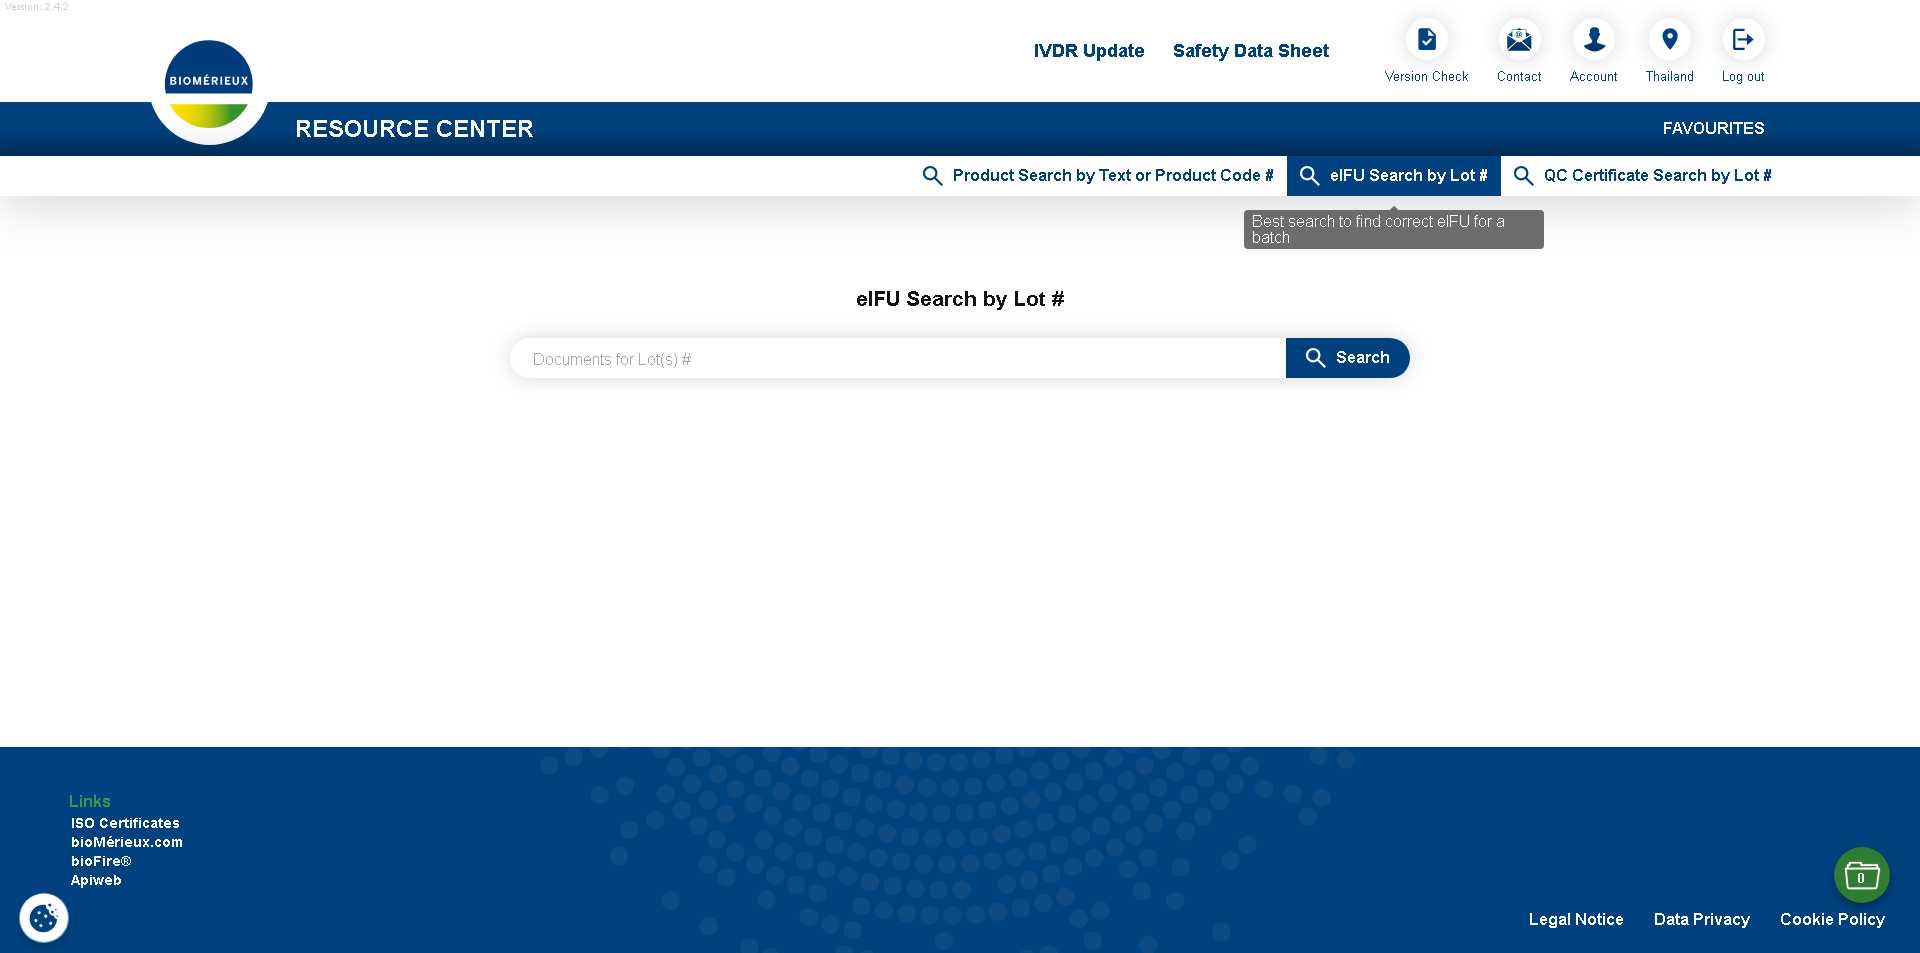 Version: 2.4.2
IVDR Update
Safety Data Sheet
Version Check
Contact
Account
Thailand
Log out
BIOMÉRIEUX
RESOURCE CENTER
FAVOURITES
Product Search by Text or Product Code #
eIFU Search by Lot #
QC Certificate Search by Lot #
Best search to find correct eIFU for a
batch
eIFU Search by Lot #
Documents for Lot(s) #
Search
Links
ISO Certificates
bioMérieux.com
bioFire®
Apiweb
0
Legal Notice
Data Privacy
Cookie Policy